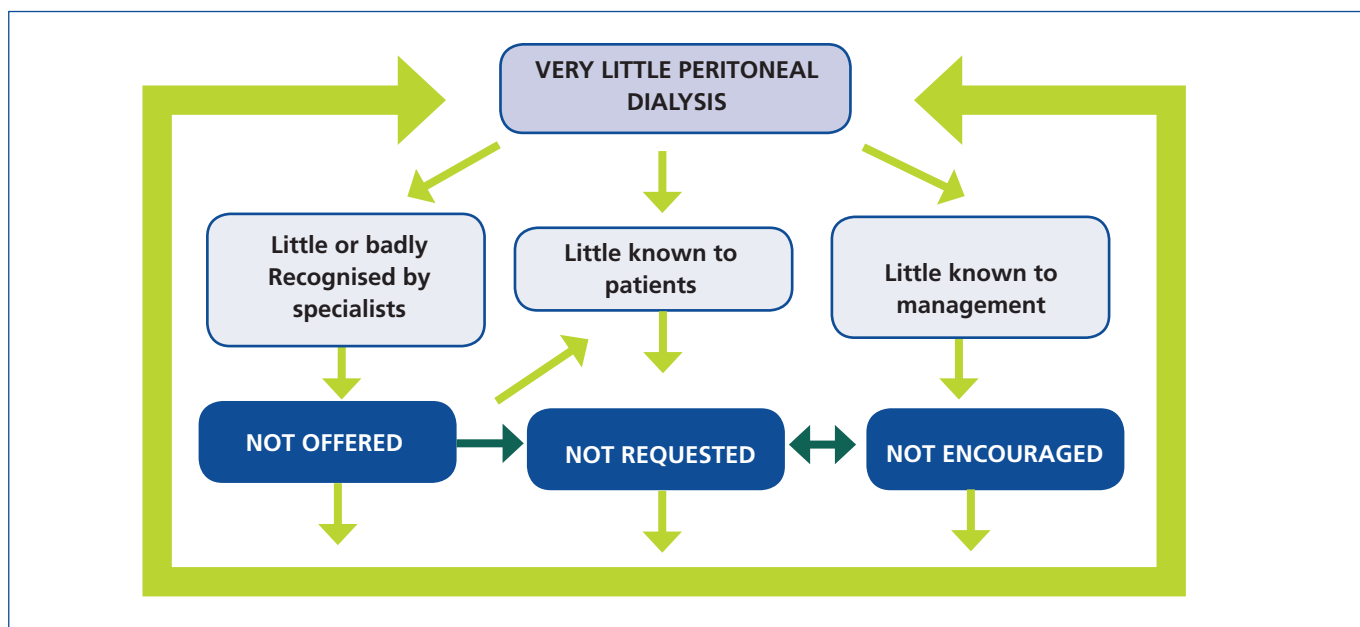 VERY LITTLE PERITONEAL
DIALYSIS
Little or badly
Recognised by
specialists
Little known to
patients
Little known to
management
NOT OFFERED
NOT REQUESTED
NOT ENCOURAGED